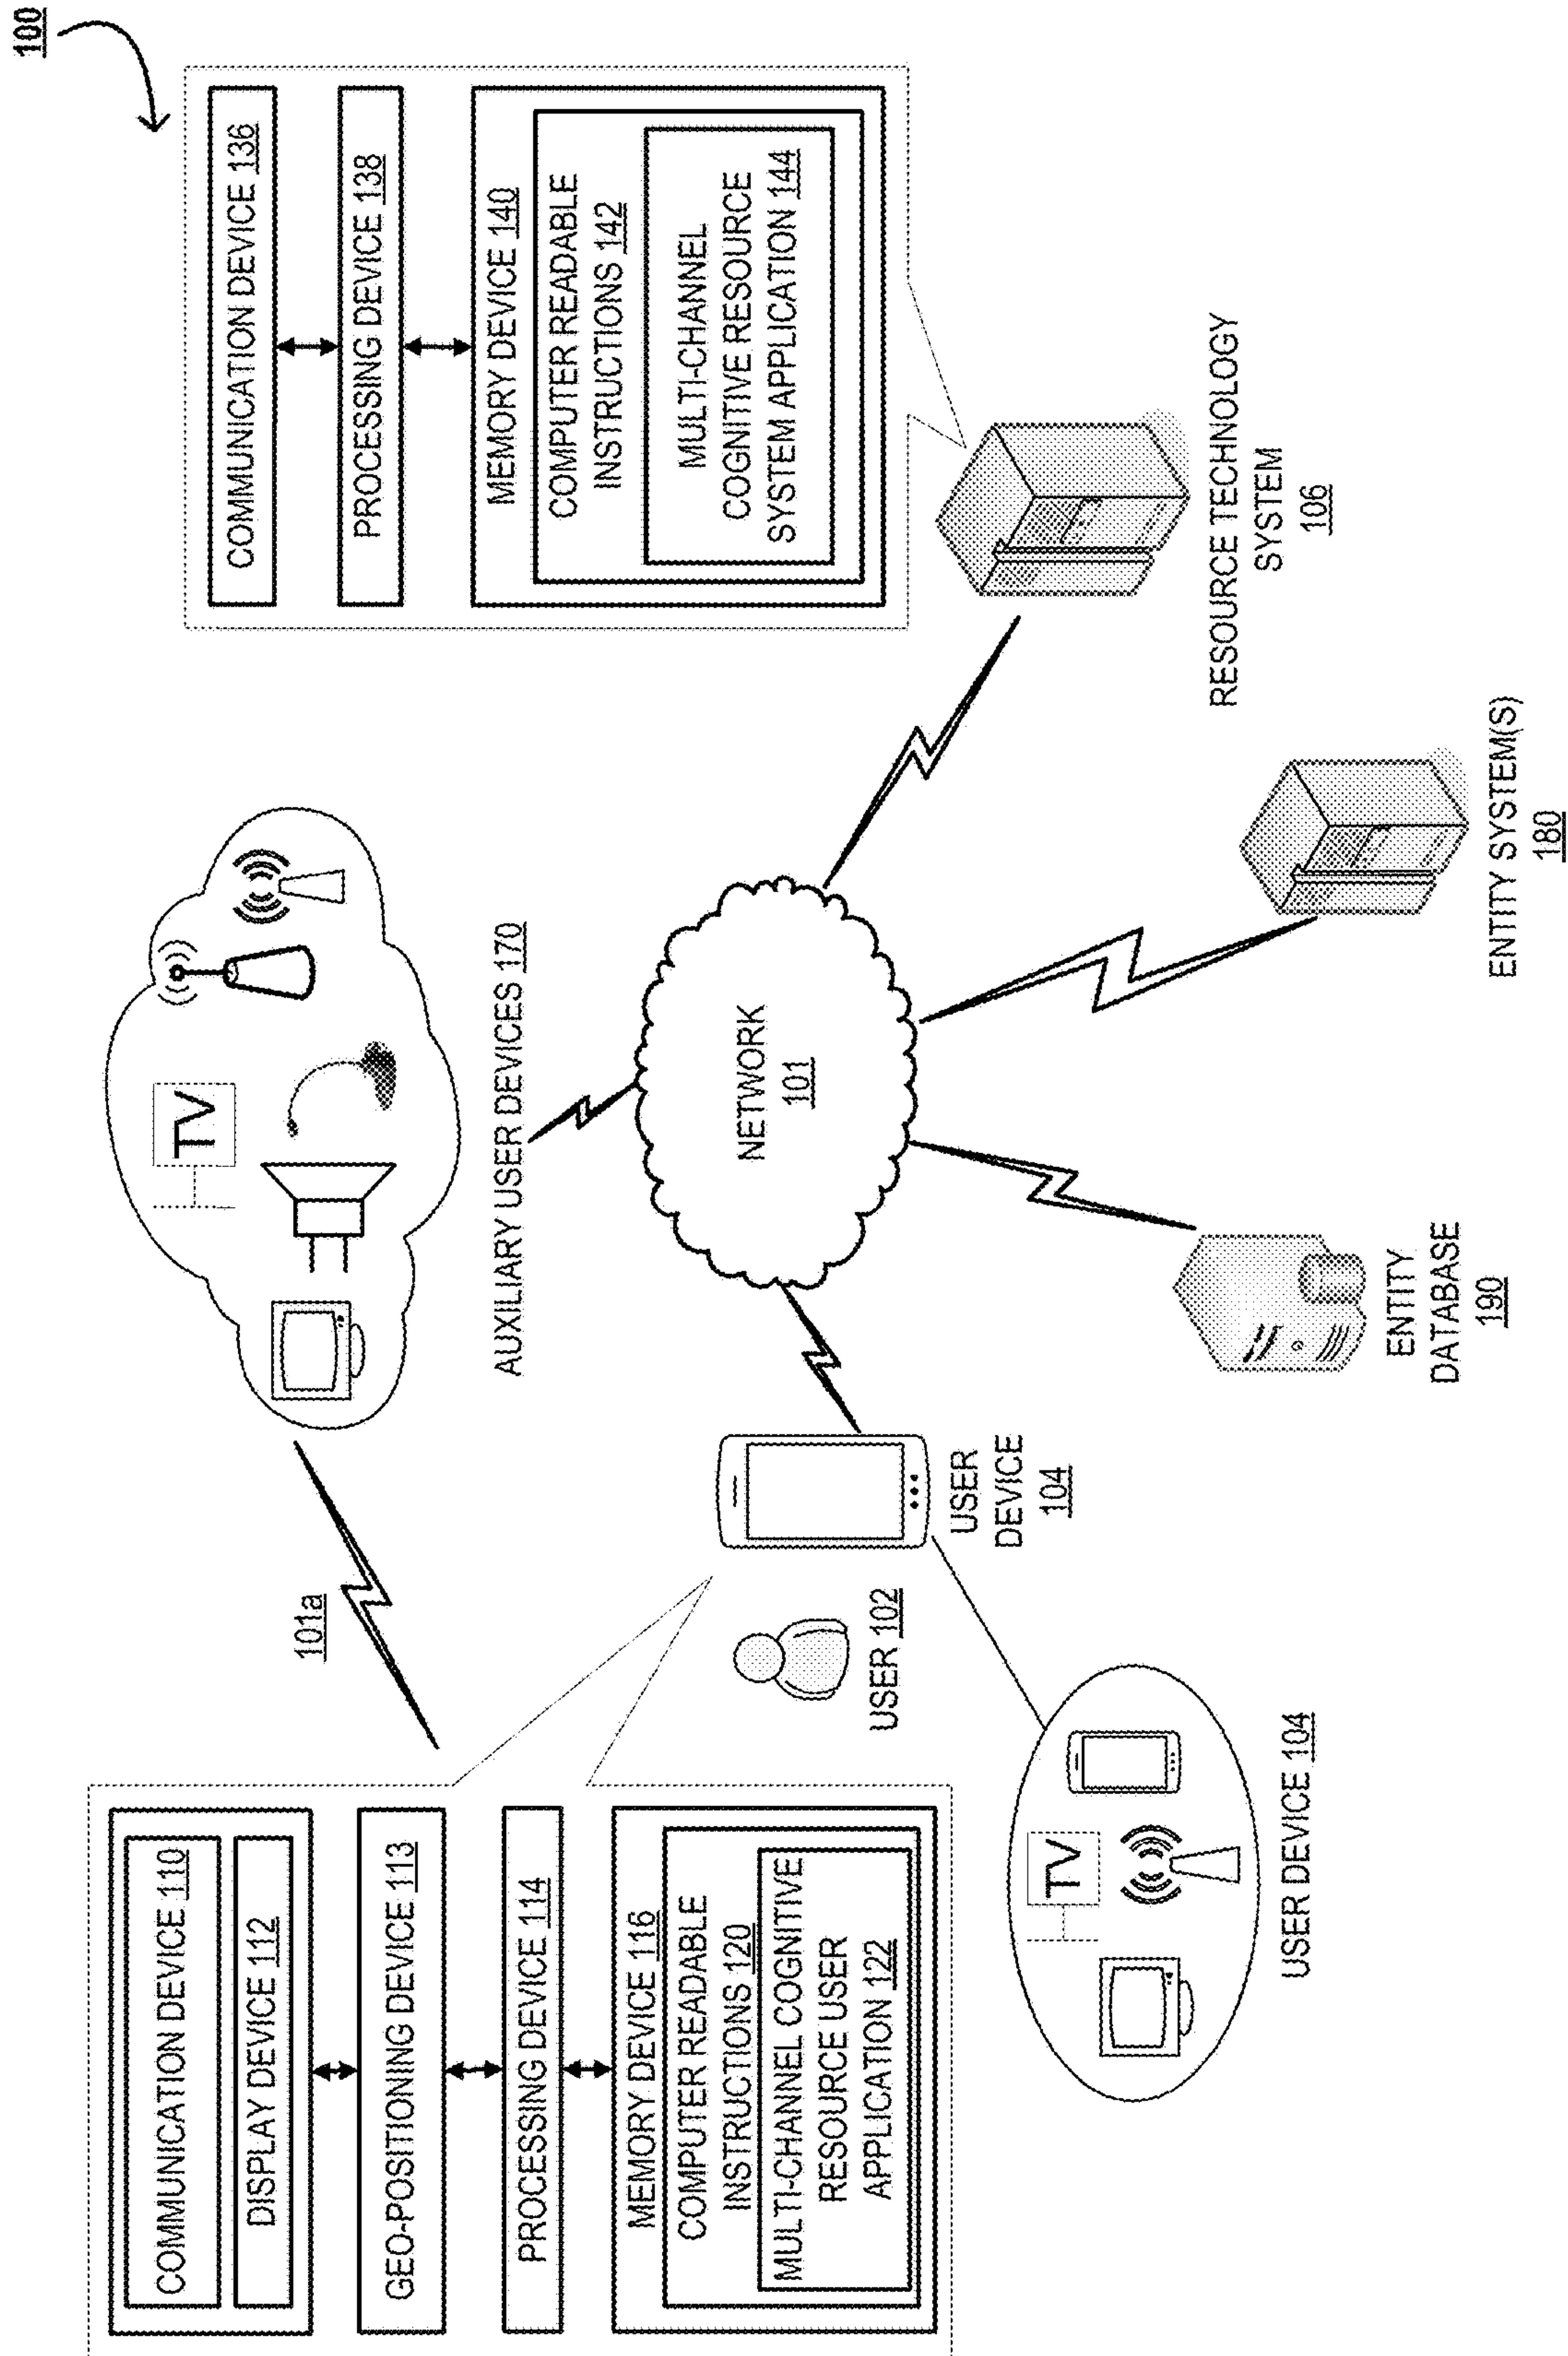 100
COMMUNICATION DEVICE 110
DISPLAY DEVICE 112
GEO-POSITIONING DEVICE 113
PROCESSING DEVICE 114
MEMORY DEVICE 116
COMPUTER READABLE
INSTRUCTIONS 120
MULTI-CHANNEL COGNITIVE
RESOURCE USER
APPLICATION 122
101a
TV
AUXILIARY USER DEVICES 170
COMMUNICATION DEVICE 136
PROCESSING DEVICE 138
MEMORY DEVICE 140
COMPUTER READABLE
INSTRUCTIONS 142
MULTI-CHANNEL
COGNITIVE RESOURCE
SYSTEM APPLICATION 144
NETWORK
101
USER 102
USER
DEVICE
104
TV
USER DEVICE 104
ENTITY
DATABASE
190
ENTITY SYSTEM(S)
180
RESOURCE TECHNOLOGY
SYSTEM
106